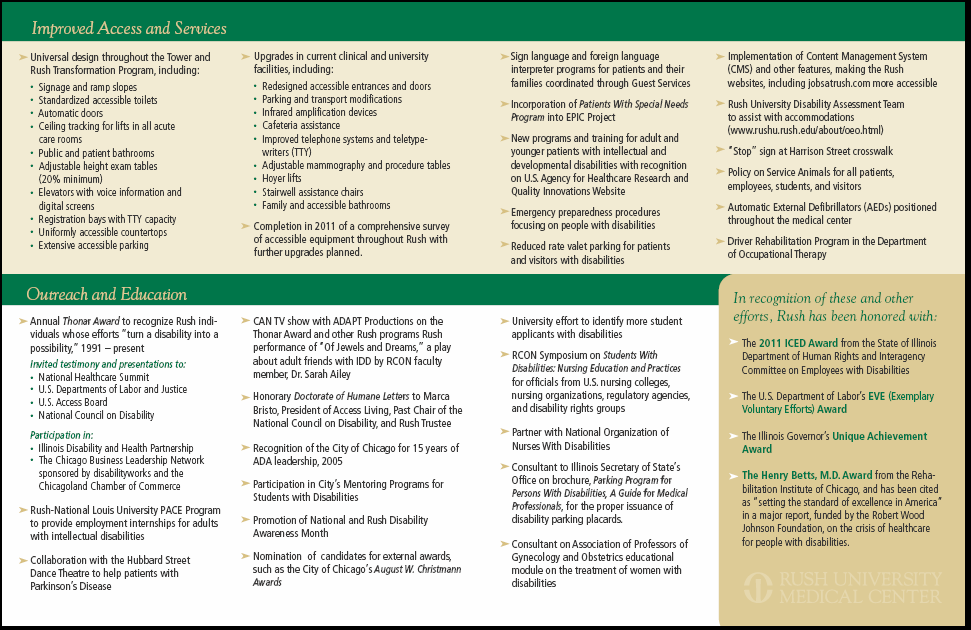 Improved Access and Services
➢ Universal design throughout the Tower and
Rush Transformation Program, including:
• Signage and ramp slopes
• Standardized accessible toilets
• Automatic doors
• Ceiling tracking for lifts in all acute
care rooms
• Public and patient bathrooms
• Adjustable height exam tables
(20% minimum)
• Elevators with voice information and
digital screens
• Registration bays with TTY capacity
• Uniformly accessible countertops
• Extensive accessible parking
➢ Upgrades in current clinical and university
facilities, including:
• Redesigned accessible entrances and doors
• Parking and transport modifications
• Infrared amplification devices
• Cafeteria assistance
• Improved telephone systems and teletype-
writers (TTY)
• Adjustable mammography and procedure tables
• Hoyer lifts
• Stairwell assistance chairs
• Family and accessible bathrooms
➢ Completion in 2011 of a comprehensive survey
of accessible equipment throughout Rush with
further upgrades planned.
➢ Sign language and foreign language
interpreter programs for patients and their
families coordinated through Guest Services
➢ Incorporation of Patients With Special Needs
Program into EPIC Project
➢ New programs and training for adult and
younger patients with intellectual and
developmental disabilities with recognition
on U.S. Agency for Healthcare Research and
Quality Innovations Website
➢ Emergency preparedness procedures
focusing on people with disabilities
➢ Reduced rate valet parking for patients
and visitors with disabilities
➢ Implementation of Content Management System
(CMS) and other features, making the Rush
websites, including jobsatrush.com more accessible
➢ Rush University Disability Assessment Team
to assist with accommodations
(www.rushu.rush.edu/about/oeo.html)
➢ "Stop" sign at Harrison Street crosswalk
➢ Policy on Service Animals for all patients,
employees, students, and visitors
➢ Automatic External Defibrillators (AEDs) positioned
throughout the medical center
➢ Driver Rehabilitation Program in the Department
of Occupational Therapy
Outreach and Education
➢ Annual Thonar Award to recognize Rush indi-
viduals whose efforts "turn a disability into a
possibility," 1991 – present
Invited testimony and presentations to:
• National Healthcare Summit
• U.S. Departments of Labor and Justice
• U.S. Access Board
• National Council on Disability
Participation in:
• Illinois Disability and Health Partnership
• The Chicago Business Leadership Network
sponsored by disabilityworks and the
Chicagoland Chamber of Commerce
➢ Rush-National Louis University PACE Program
to provide employment internships for adults
with intellectual disabilities
➢ Collaboration with the Hubbard Street
Dance Theatre to help patients with
Parkinson's Disease
➢ CAN TV show with ADAPT Productions on the
Thonar Award and other Rush programs Rush
performance of "Of Jewels and Dreams," a play
about adult friends with IDD by RCON faculty
member, Dr. Sarah Ailey
➢ Honorary Doctorate of Humane Letters to Marca
Bristo, President of Access Living, Past Chair of the
National Council on Disability, and Rush Trustee
➢ Recognition of the City of Chicago for 15 years of
ADA leadership, 2005
➢ Participation in City's Mentoring Programs for
Students with Disabilities
➢ Promotion of National and Rush Disability
Awareness Month
➢ Nomination of candidates for external awards,
such as the City of Chicago's August W. Christmann
Awards
➢ University effort to identify more student
applicants with disabilities
➢ RCON Symposium on Students With
Disabilities: Nursing Education and Practices
for officials from U.S. nursing colleges,
nursing organizations, regulatory agencies,
and disability rights groups
➢ Partner with National Organization of
Nurses With Disabilities
➢ Consultant to Illinois Secretary of State's
Office on brochure, Parking Program for
Persons With Disabilities, A Guide for Medical
Professionals, for the proper issuance of
disability parking placards.
➢ Consultant on Association of Professors of
Gynecology and Obstetrics educational
module on the treatment of women with
disabilities
In recognition of these and other
efforts, Rush has been honored with:
➢ The 2011 ICED Award from the State of Illinois
Department of Human Rights and Interagency
Committee on Employees with Disabilities
➢ The U.S. Department of Labor's EVE (Exemplary
Voluntary Efforts) Award
➢ The Illinois Governor's Unique Achievement
Award
➢ The Henry Betts, M.D. Award from the Reha-
bilitation Institute of Chicago, and has been cited
as "setting the standard of excellence in America"
in a major report, funded by the Robert Wood
Johnson Foundation, on the crisis of healthcare
for people with disabilities.
RUSH UNIVERSITY
MEDICAL CENTER